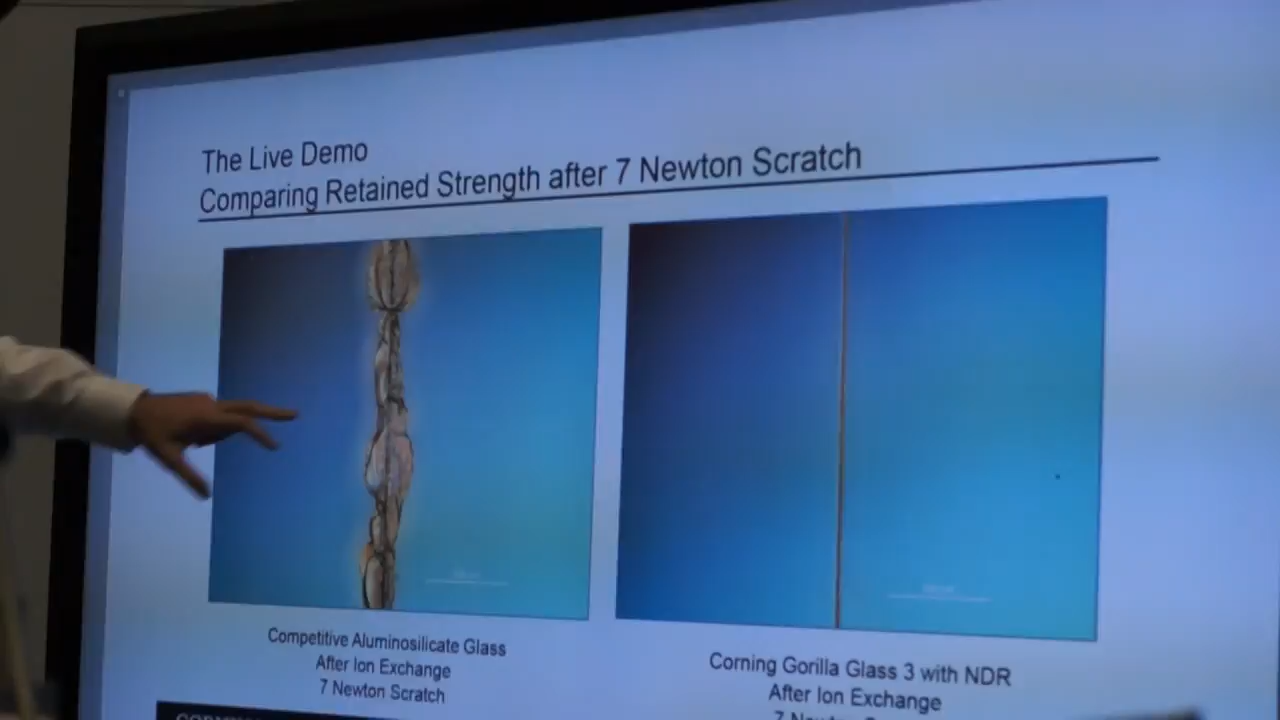 The Live Demo
Comparing Retained Strength after 7 Newton Scratch
Competitive Aluminosilicate Glass
After Ion Exchange
7 Newton Scratch
Corning Gorilla Glass 3 with NDR
After Ion Exchange